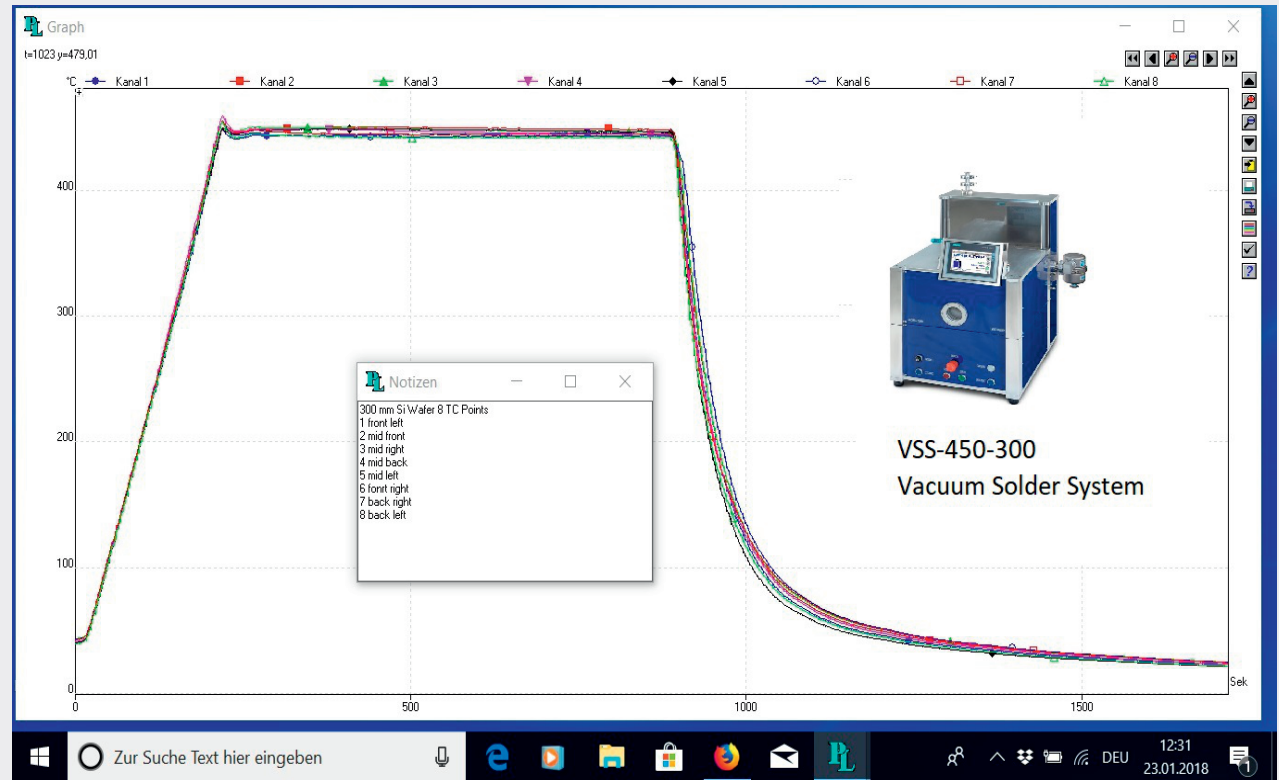 Graph
t=1023 y=479,01
°C Kanal 1 Kanal 2 Kanal 3 Kanal 4 Kanal 5 Kanal 6 Kanal 7 Kanal 8
400
300
200
100
0
0 500 1000 1500
Sek
Notizen
300 mm Si Wafer 8 TC Points
1 front left
2 mid front
3 mid right
4 mid back
5 mid left
6 fonrt right
7 back right
8 back left
VSS-450-300
Vacuum Solder System
Zur Suche Text hier eingeben
DEU
12:31
23.01.2018
1